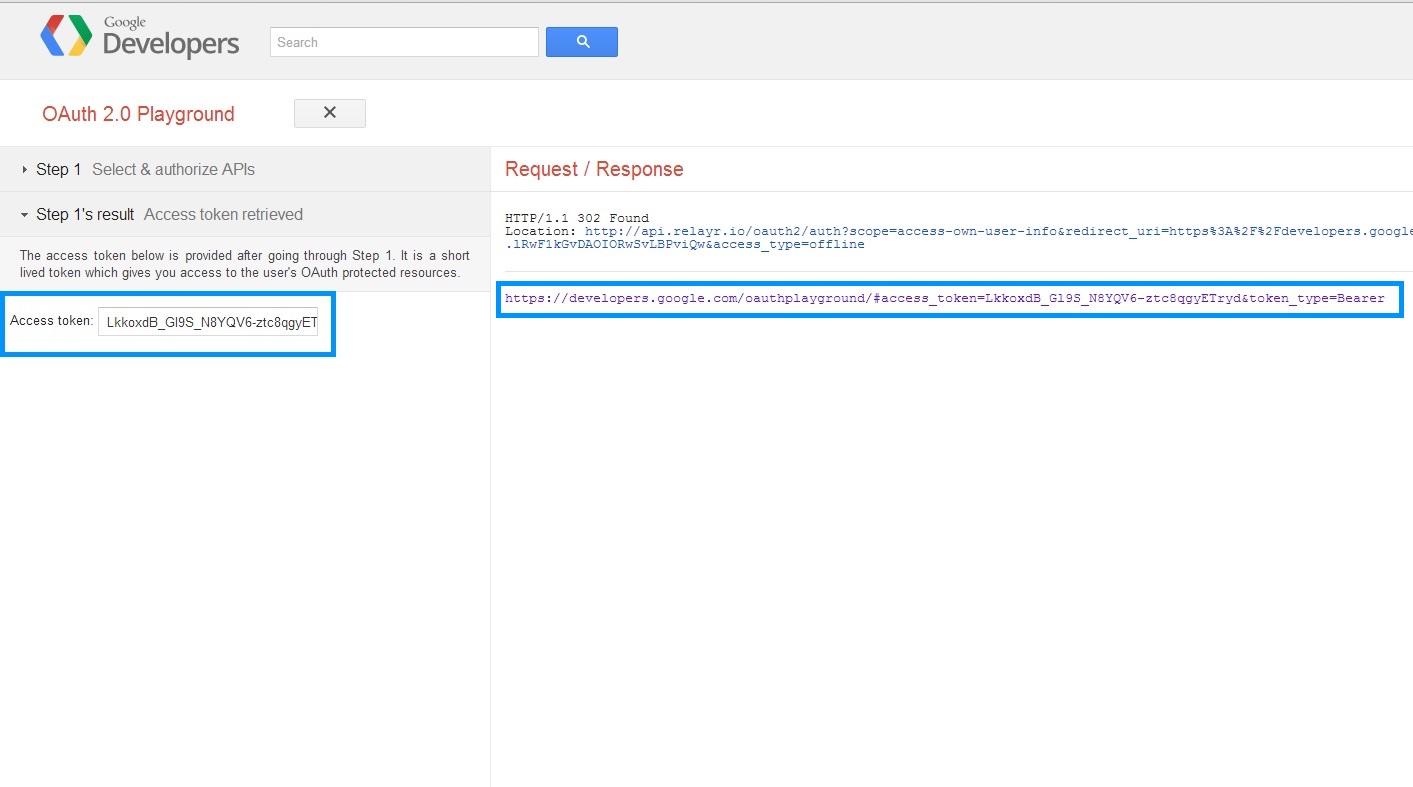 Google
Developers
Search
OAuth 2.0 Playground
Step 1 Select & authorize APIs
Step 1's result Access token retrieved
The access token below is provided after going through Step 1. It is a short
lived token which gives you access to the user's OAuth protected resources.
Access token: LkkoxdB_Gl9S_N8YQV6-ztc8qgyET
Request / Response
HTTP/1.1 302 Found
Location: http://api.relayr.io/oauth2/auth?scope=access-own-user-info&redirect_uri=https%3A%2F%2Fdevelopers.google
.lRwF1kGvDAOIORwSvLBPviQw&access_type=offline
https://developers.google.com/oauthplayground/#access_token=LkkoxdB_Gl9S_N8YQV6-ztc8qgyETryd&token_type=Bearer